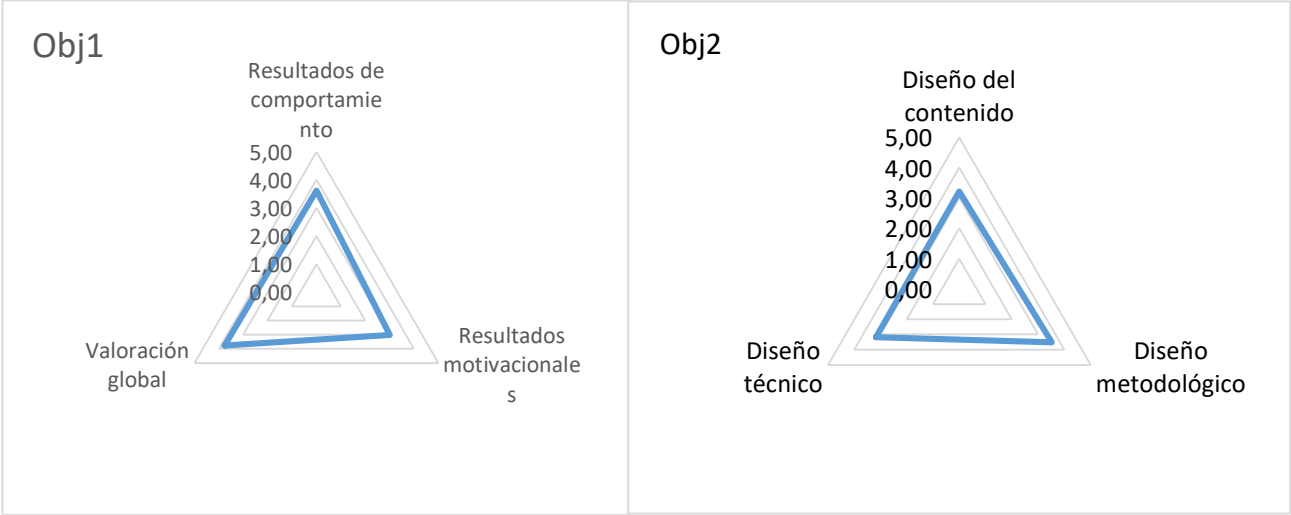 Obj1
Resultados de
comportamie
nto
5,00
4,00
3,00
2,00
1,00
0,00
Valoración
global
Resultados
motivacionale
s
Obj2
Diseño del
contenido
5,00
4,00
3,00
2,00
1,00
0,00
Diseño
técnico
Diseño
metodológico